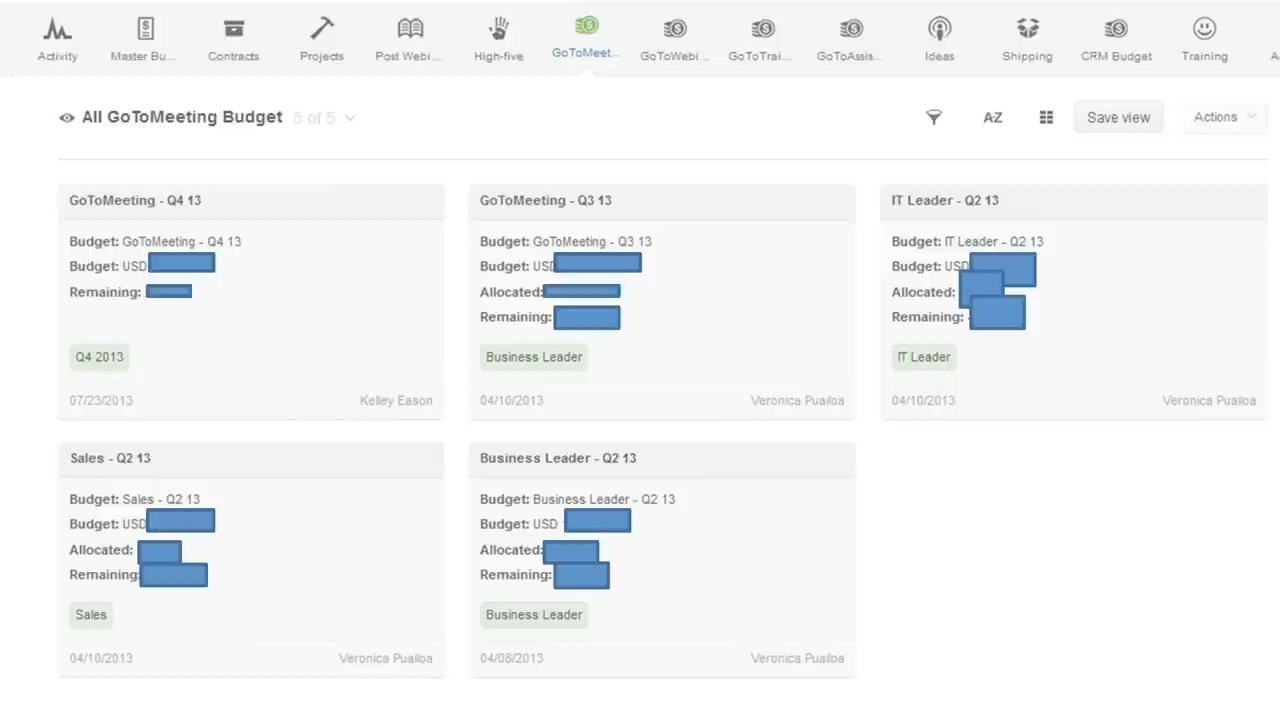 Activity Master Bu... Contracts Projects Post Webi... High-five GoToMeet... GoToWebi... GoToTrai... GoToAssis... Ideas Shipping CRM Budget Training
All GoToMeeting Budget 5 of 5 A-Z Save view Actions
GoToMeeting - Q4 13
Budget: GoToMeeting - Q4 13
Budget: USD
Remaining:
Q4 2013
07/23/2013 Kelley Eason
GoToMeeting - Q3 13
Budget: GoToMeeting - Q3 13
Budget: USD
Allocated:
Remaining:
Business Leader
04/10/2013 Veronica Puailoa
IT Leader - Q2 13
Budget: IT Leader - Q2 13
Budget: USD
Allocated:
Remaining:
IT Leader
04/10/2013 Veronica Puailoa
Sales - Q2 13
Budget: Sales - Q2 13
Budget: USD
Allocated:
Remaining:
Sales
04/10/2013 Veronica Puailoa
Business Leader - Q2 13
Budget: Business Leader - Q2 13
Budget: USD
Allocated:
Remaining:
Business Leader
04/08/2013 Veronica Puailoa